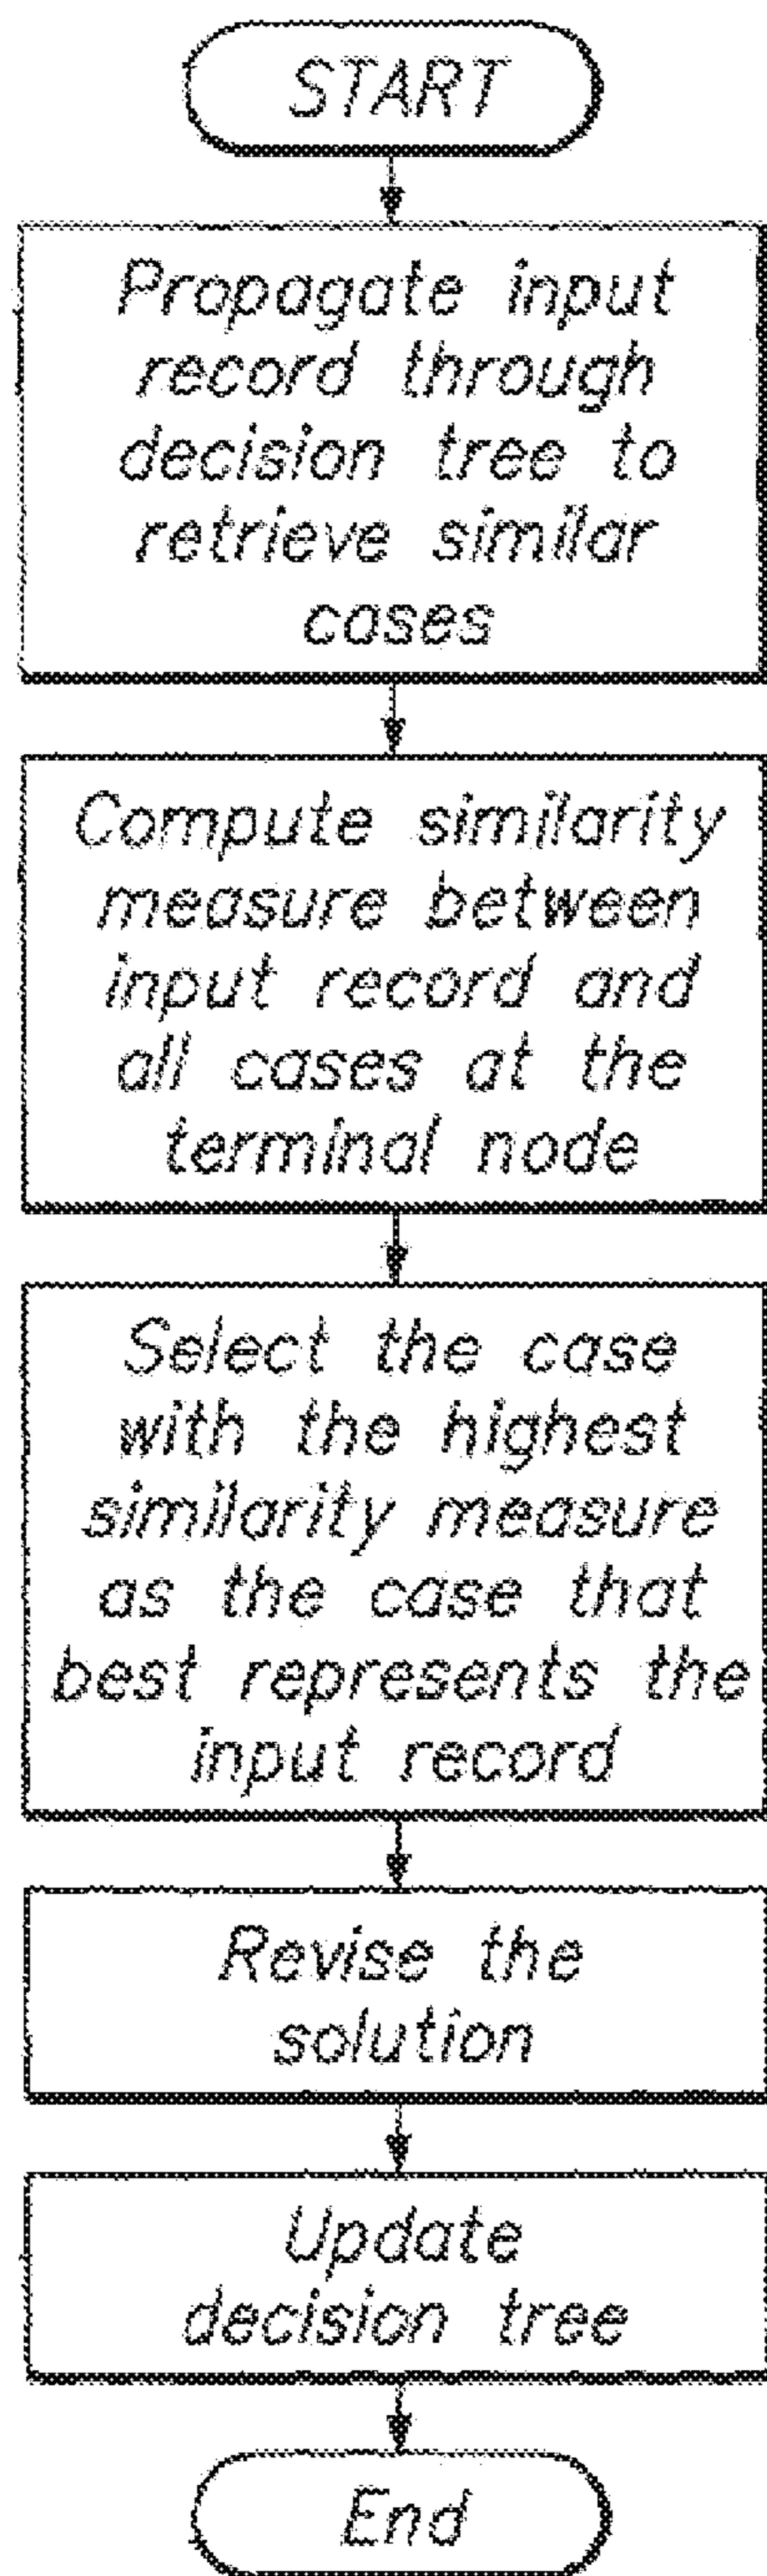 START
Propagate input
record through
decision tree to
retrieve similar
cases
Compute similarity
measure between
input record and
all cases at the
terminal node
Select the case
with the highest
similarity measure
as the case that
best represents the
input record
Revise the
solution
Update
decision tree
End